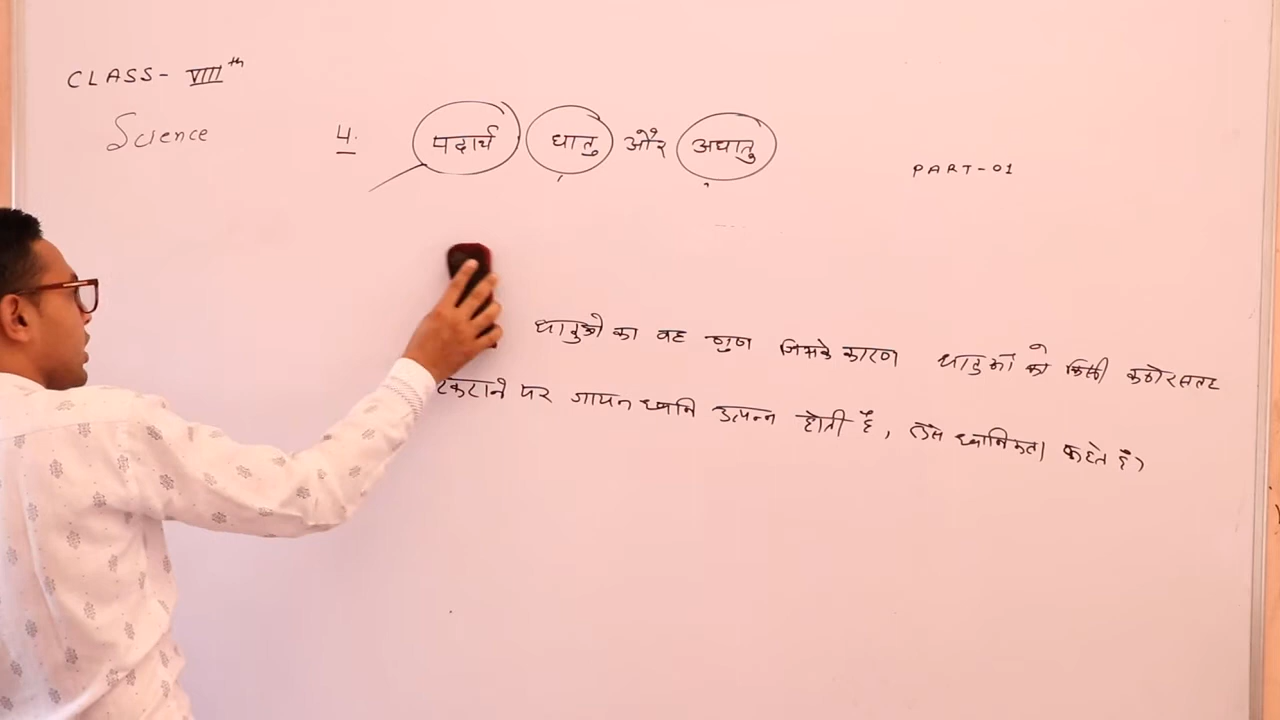 CLASS- VIII th
Science
4. पदार्थ धातु और अधातु
PART-01
धातुओ का वह गुण जिसके कारण धातुओं को किसी कठोर सतह
टकराने पर गायन ध्वनि उत्पन्न होती है, उसे ध्वानिकता कहते है।